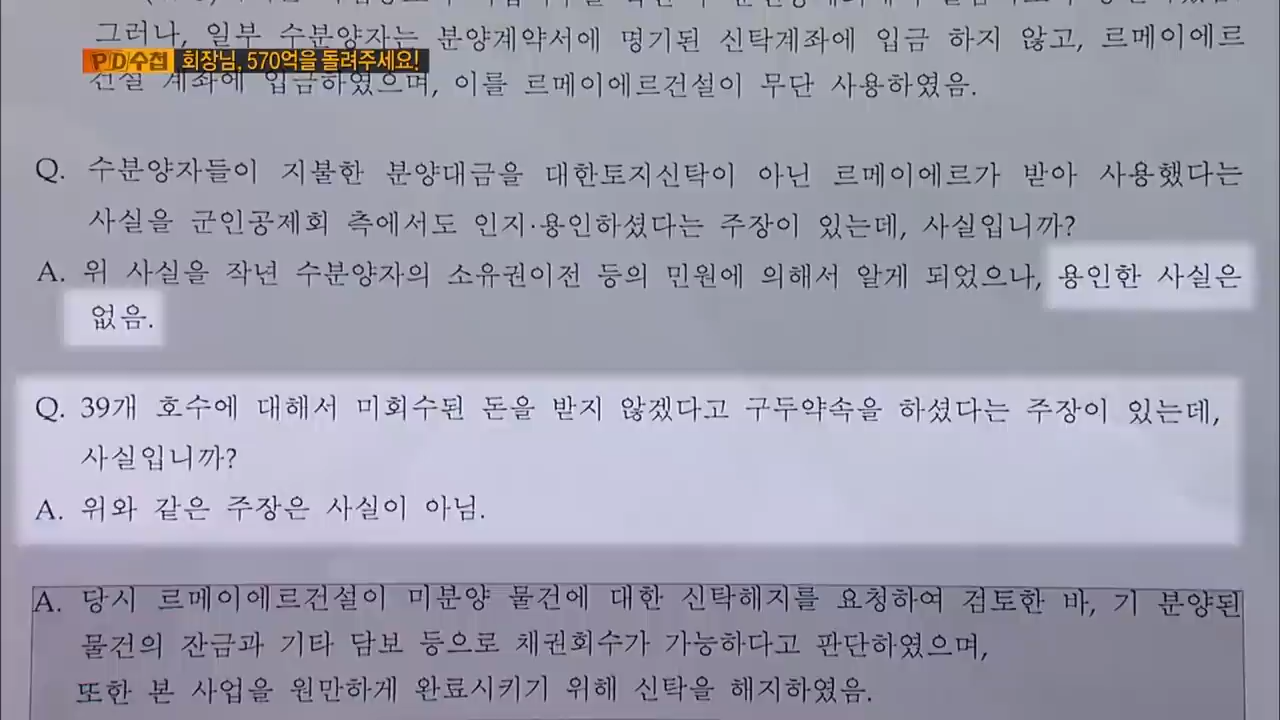 그러나, 일부 수분양자는 분양계약서에 명기된 신탁계좌에 입금 하지 않고, 르메이에르
PD수첩 회장님, 570억을 돌려주세요!
건설 계좌에 입금하였으며, 이를 르메이에르건설이 무단 사용하였음.
Q. 수분양자들이 지불한 분양대금을 대한토지신탁이 아닌 르메이에르가 받아 사용했다는
사실을 군인공제회 측에서도 인지·용인하셨다는 주장이 있는데, 사실입니까?
A. 위 사실을 작년 수분양자의 소유권이전 등의 민원에 의해서 알게 되었으나, 용인한 사실은
없음.
Q. 39개 호수에 대해서 미회수된 돈을 받지 않겠다고 구두약속을 하셨다는 주장이 있는데,
사실입니까?
A. 위와 같은 주장은 사실이 아님.
A. 당시 르메이에르건설이 미분양 물건에 대한 신탁해지를 요청하여 검토한 바, 기 분양된
물건의 잔금과 기타 담보 등으로 채권회수가 가능하다고 판단하였으며,
또한 본 사업을 원만하게 완료시키기 위해 신탁을 해지하였음.